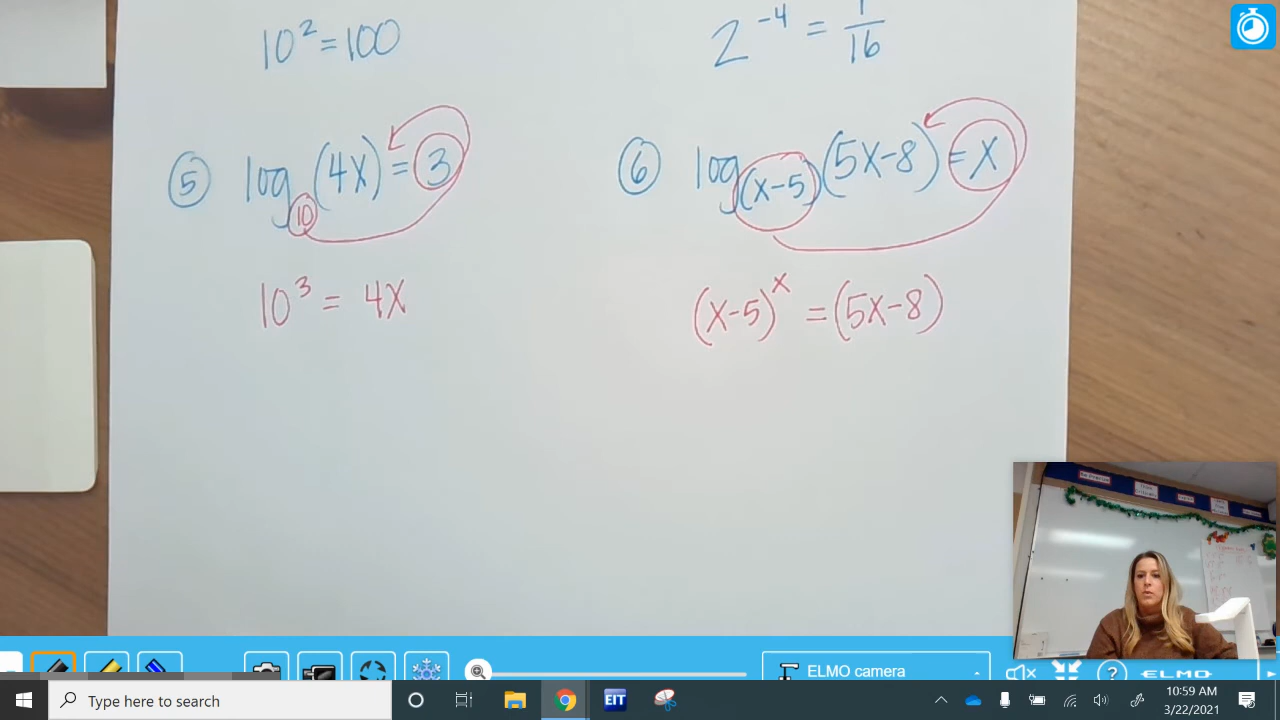 10² = 100
2⁻⁴ = 1/16
⑤ log₁₀(4x) = 3
10³ = 4x
⑥ log₍ₓ₋₅₎(5x-8) = x
(x-5)ˣ = (5x-8)
ELMO camera
?
ELMO
Type here to search
EIT
10:59 AM
3/22/2021